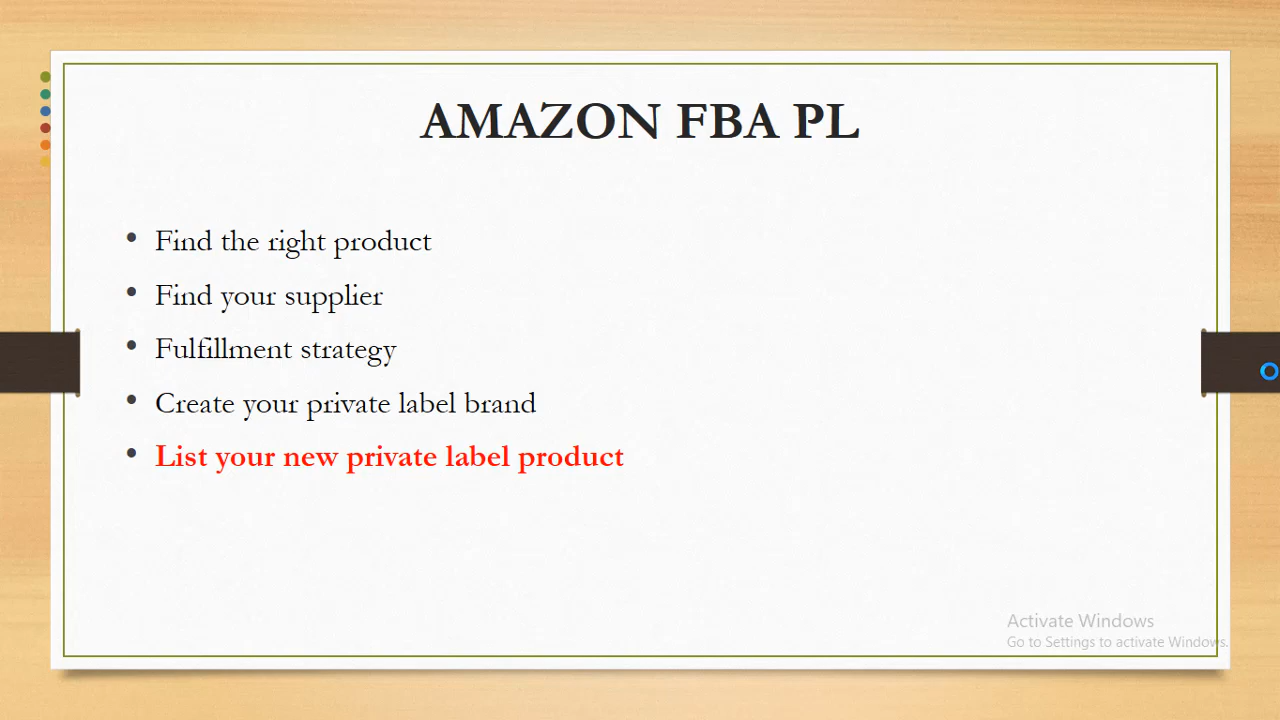 AMAZON FBA PL
• Find the right product
• Find your supplier
• Fulfillment strategy
• Create your private label brand
• List your new private label product
Activate Windows
Go to Settings to activate Windows.